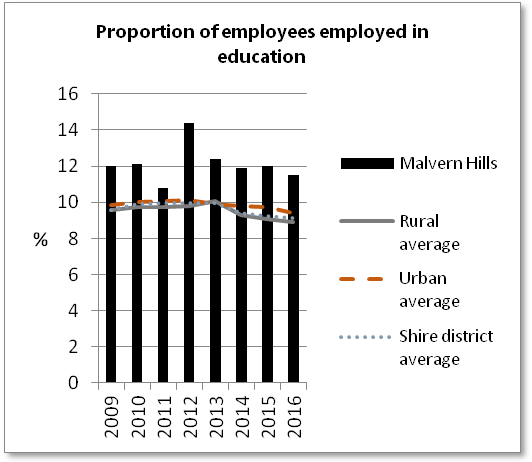 Proportion of employees employed in
education
16
14
12
10
8
6
4
2
0
%
2009
2010
2011
2012
2013
2014
2015
2016
Malvern Hills
Rural
average
Urban
average
Shire district
average